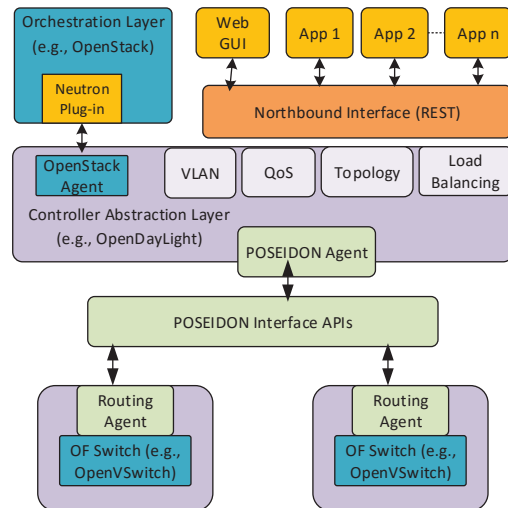 Orchestration Layer
(e.g., OpenStack)
Neutron
Plug-in
Web
GUI
App 1
App 2
App n
Northbound Interface (REST)
OpenStack
Agent
VLAN
QoS
Topology
Load
Balancing
Controller Abstraction Layer
(e.g., OpenDayLight)
POSEIDON Agent
POSEIDON Interface APIs
Routing
Agent
OF Switch (e.g.,
OpenVSwitch)
Routing
Agent
OF Switch (e.g.,
OpenVSwitch)